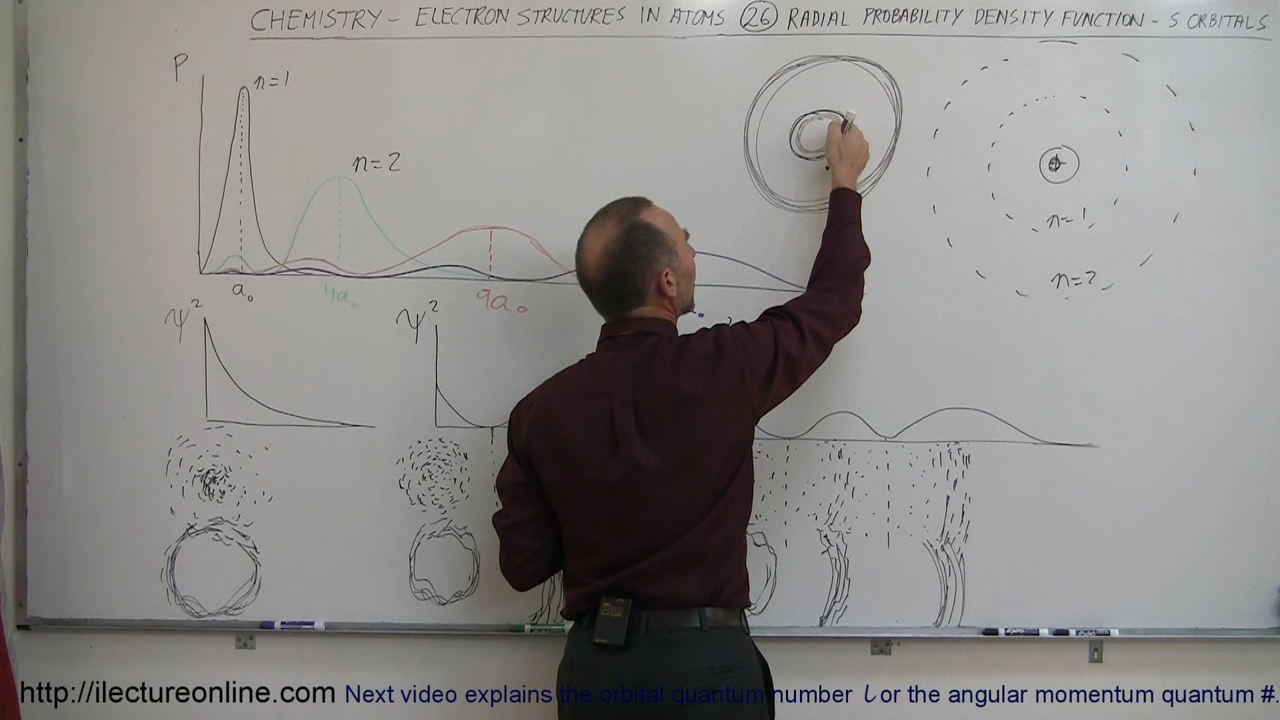 CHEMISTRY - ELECTRON STRUCTURES IN ATOMS 26 RADIAL PROBABILITY DENSITY FUNCTION - S ORBITALS
P
n=1
n=2
a₀
4a₀
9a₀
n=1
n=2
ψ²
ψ²
http://ilectureonline.com Next video explains the orbital quantum number l or the angular momentum quantum #.